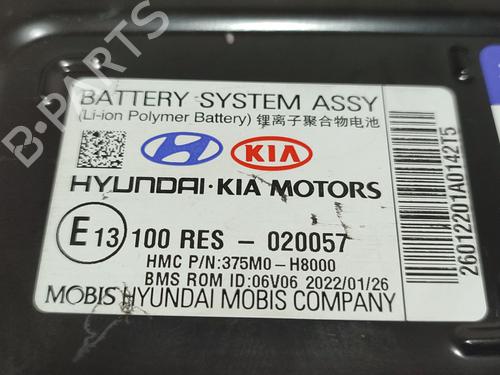 BATTERY SYSTEM ASSY
(Li-ion Polymer Battery) 锂离子聚合物电池
KIA
HYUNDAI·KIA MOTORS
E13 100 RES – 020057
HMC P/N:375M0-H8000
BMS ROM ID:06V06 2022/01/26
MOBIS HYUNDAI MOBIS COMPANY
26012201A0142T5
B-PARTS